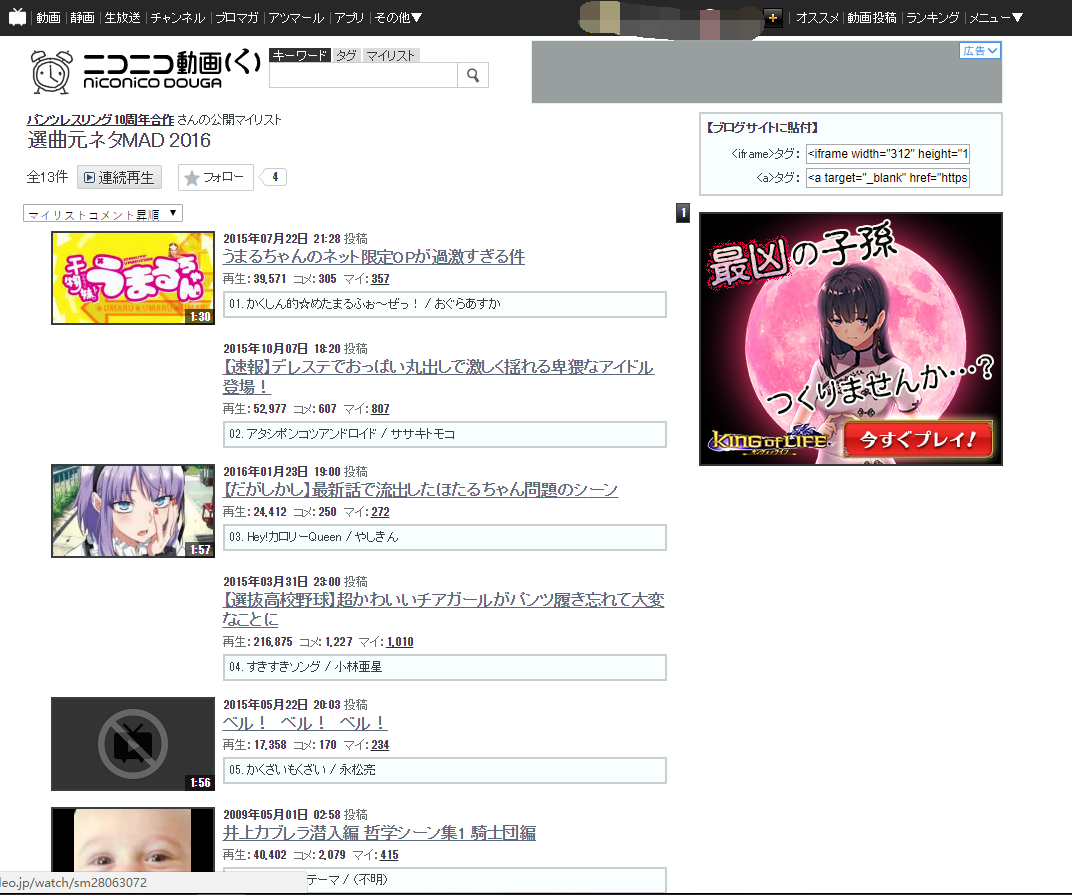 動画 静画 生放送 チャンネル ブロマガ アツマール アプリ その他▼
+ オススメ 動画投稿 ランキング メニュー▼
ニコニコ動画(く)
niconico douga
キーワード タグ マイリスト
広告
パンツレスリング10周年合作 さんの公開マイリスト
選曲元ネタMAD 2016
全13件 連続再生 フォロー 4
マイリストコメント昇順 ▼
1
1:30
2015年07月22日 21:28 投稿
うまるちゃんのネット限定OPが過激すぎる件
再生: 39,571 コメ: 305 マイ: 357
01. かくしん的☆めたまるふぉ～ぜっ！ / おぐらあすか
2015年10月07日 18:20 投稿
【速報】デレステでおっぱい丸出しで激しく揺れる卑猥なアイドル
登場！
再生: 52,977 コメ: 607 マイ: 807
02. アタシポンコツアンドロイド / ササキトモコ
1:57
2016年01月23日 19:00 投稿
【だがしかし】最新話で流出したほたるちゃん問題のシーン
再生: 24,412 コメ: 250 マイ: 272
03. Hey!カロリーQueen / やしきん
2015年03月31日 23:00 投稿
【選抜高校野球】超かわいいチアガールがパンツ履き忘れて大変
なことに
再生: 216,875 コメ: 1,227 マイ: 1,010
04. すきすきソング / 小林亜星
1:56
2015年05月22日 20:03 投稿
ベル！　ベル！　ベル！
再生: 17,358 コメ: 170 マイ: 234
05. かくざいもくざい / 永松亮
2009年05月01日 02:58 投稿
井上カブレラ潜入編 哲学シーン集1 騎士団編
再生: 40,402 コメ: 2,079 マイ: 415
テーマ / （不明）
leo.jp/watch/sm28063072
【ブログサイトに貼付】
<iframe>タグ: <iframe width="312" height="1
<a>タグ: <a target="_blank" href="https
最凶の子孫
つくりませんか…?
KING of LIFE
キングオブライフ
今すぐプレイ!